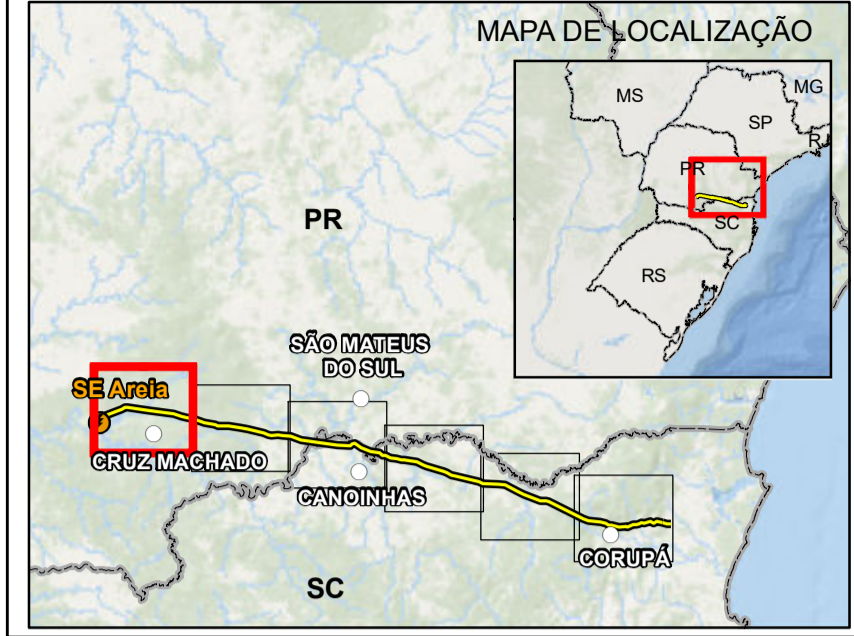 MAPA DE LOCALIZAÇÃO
MS
MG
SP
RJ
PR
SC
RS
PR
SÃO MATEUS
DO SUL
SE Areia
CRUZ MACHADO
CANOINHAS
CORUPÁ
SC